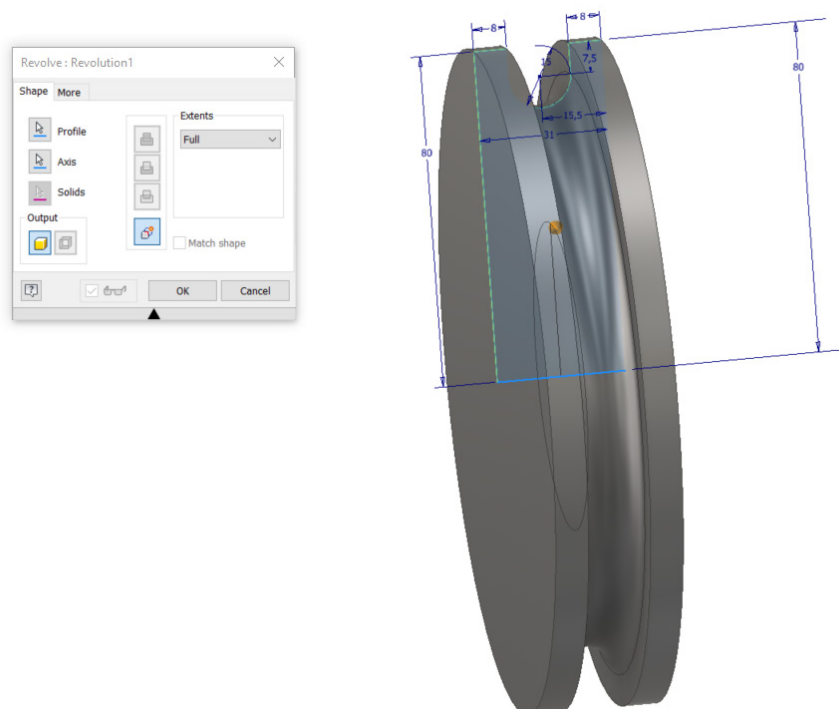 Revolve : Revolution1
Shape More
Profile
Axis
Solids
Output
Extents
Full
Match shape
OK Cancel
8
8
15
7,5
80
80
15,5
31